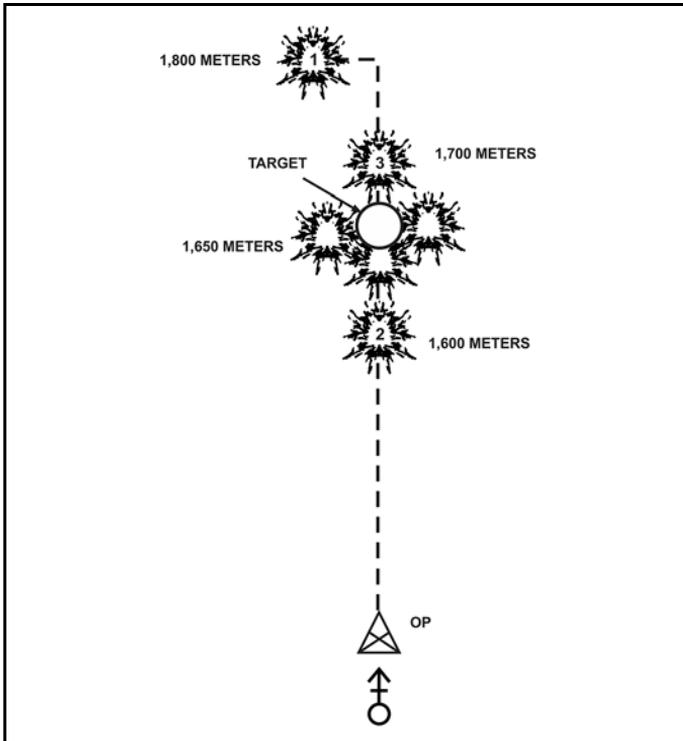 1,800 METERS
1
3
1,700 METERS
TARGET
1,650 METERS
2
1,600 METERS
OP